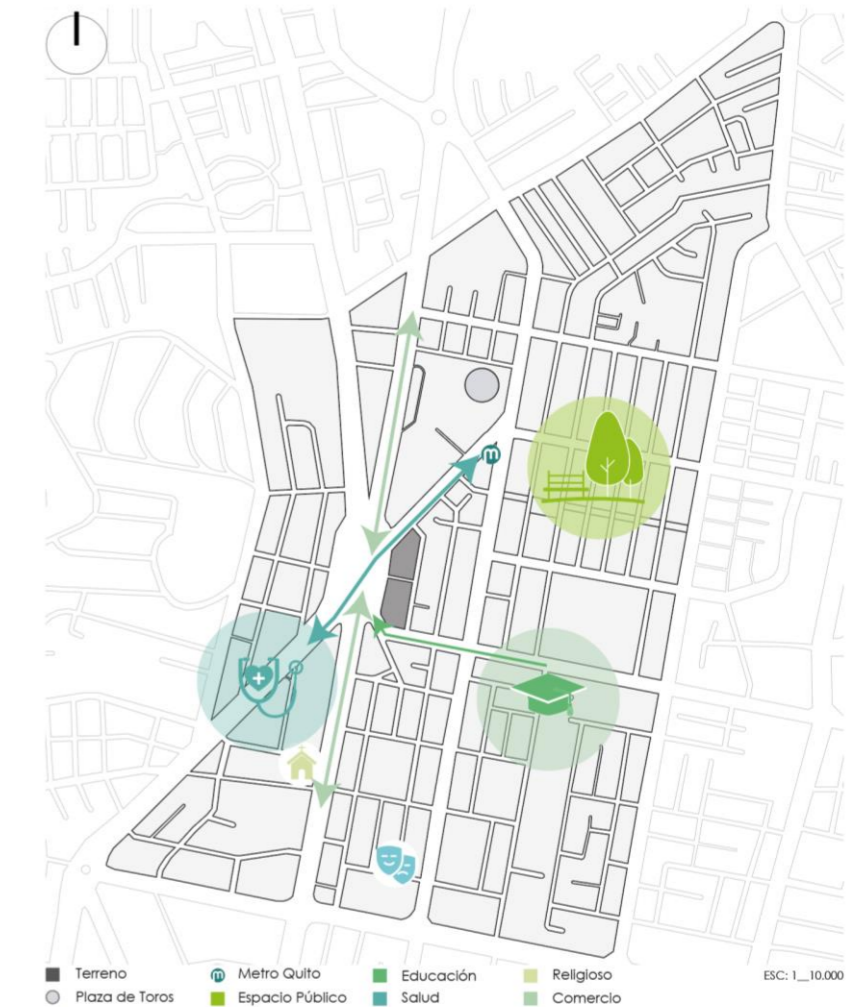 m
Terreno
m Metro Quito
Educación
Religioso
ESC: 1__10.000
Plaza de Toros
Espacio Público
Salud
Comercio